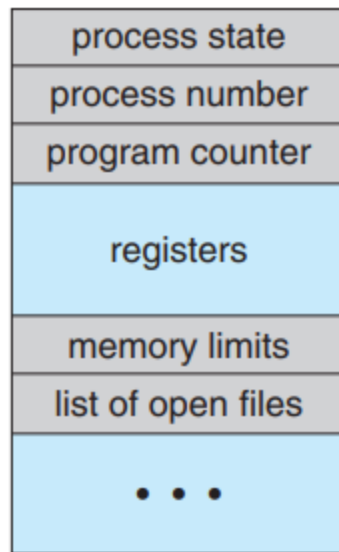 process state
process number
program counter
registers
memory limits
list of open files
• • •